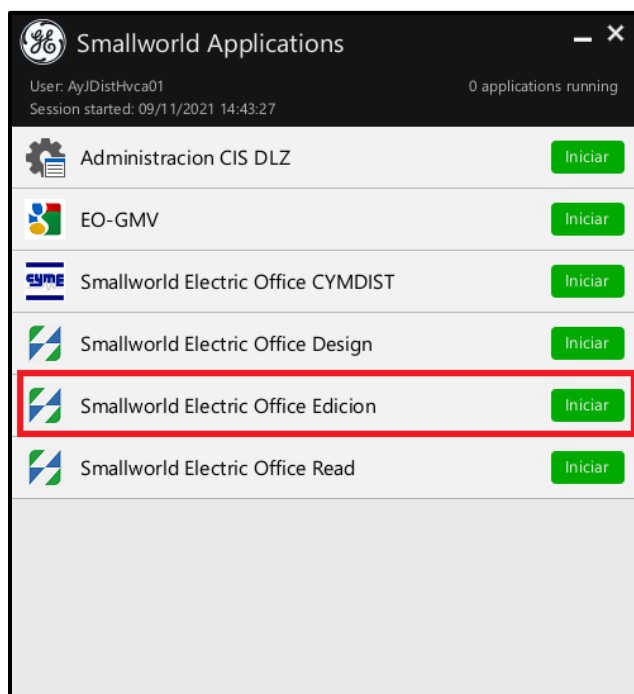 Smallworld Applications
User: AyJDistHvca01
0 applications running
Session started: 09/11/2021 14:43:27
Administracion CIS DLZ
Iniciar
EO-GMV
Iniciar
CYME
Smallworld Electric Office CYMDIST
Iniciar
Smallworld Electric Office Design
Iniciar
Smallworld Electric Office Edicion
Iniciar
Smallworld Electric Office Read
Iniciar